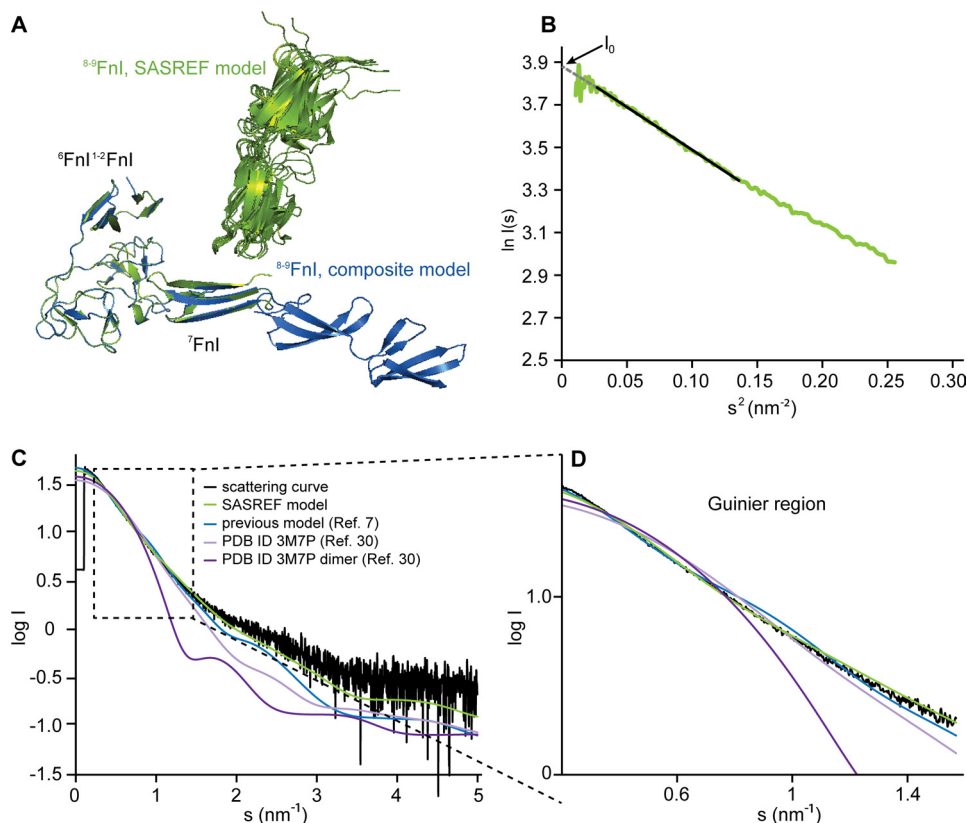 A
⁸⁻⁹FnI, SASREF model
⁶FnI¹⁻²FnI
⁸⁻⁹FnI, composite model
⁷FnI
B
I₀
3.9
3.7
3.5
3.3
3.1
2.9
2.7
2.5
ln I(s)
0 0.05 0.10 0.15 0.20 0.25 0.30
s² (nm⁻²)
C
1.5
1.0
0.5
0
-0.5
-1.0
-1.5
log I
scattering curve
SASREF model
previous model (Ref. 7)
PDB ID 3M7P (Ref. 30)
PDB ID 3M7P dimer (Ref. 30)
0 1 2 3 4 5
s (nm⁻¹)
D
Guinier region
1.0
0
log I
0.6 1 1.4
s (nm⁻¹)